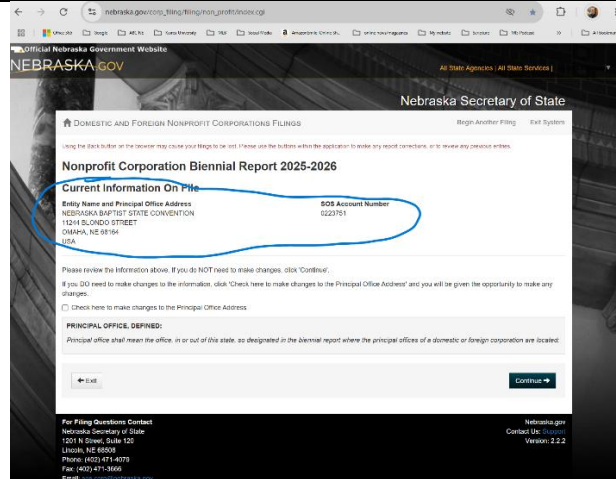 nebraska.gov/corp_filing/filing/non_profit/index.cgi
Official Nebraska Government Website
NEBRASKA.GOV
All State Agencies | All State Services |
Nebraska Secretary of State
DOMESTIC AND FOREIGN NONPROFIT CORPORATIONS FILINGS
Begin Another Filing Exit System
Using the Back button on the browser may cause your filings to be lost. Please use the buttons within the application to make any report corrections, or to review any previous entries.
Nonprofit Corporation Biennial Report 2025-2026
Current Information On File
Entity Name and Principal Office Address SOS Account Number
NEBRASKA BAPTIST STATE CONVENTION 0223751
11244 BLONDO STREET
OMAHA, NE 68164
USA
Please review the information above. If you do NOT need to make changes, click 'Continue'.
If you DO need to make changes to the information, click 'Check here to make changes to the Principal Office Address' and you will be given the opportunity to make any
changes.
Check here to make changes to the Principal Office Address
PRINCIPAL OFFICE, DEFINED:
Principal office shall mean the office, in or out of this state, so designated in the biennial report where the principal offices of a domestic or foreign corporation are located.
Exit
Continue
For Filing Questions Contact Nebraska.gov
Nebraska Secretary of State Contact Us: Support
1201 N Street, Suite 120 Version: 2.2.2
Lincoln, NE 68508
Phone: (402) 471-4079
Fax: (402) 471-3666
Email: